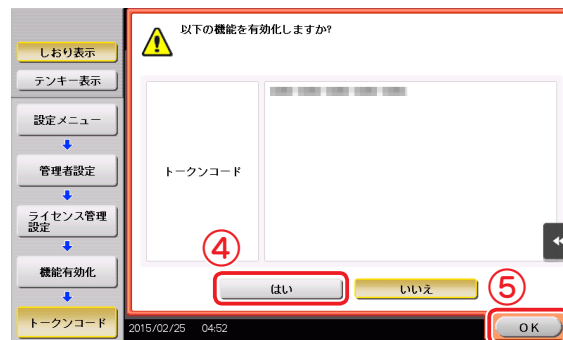 しおり表示
テンキー表示
設定メニュー
管理者設定
ライセンス管理
設定
機能有効化
トークンコード
以下の機能を有効化しますか?
トークンコード
④
はい
いいえ
⑤
2015/02/25 04:52
OK